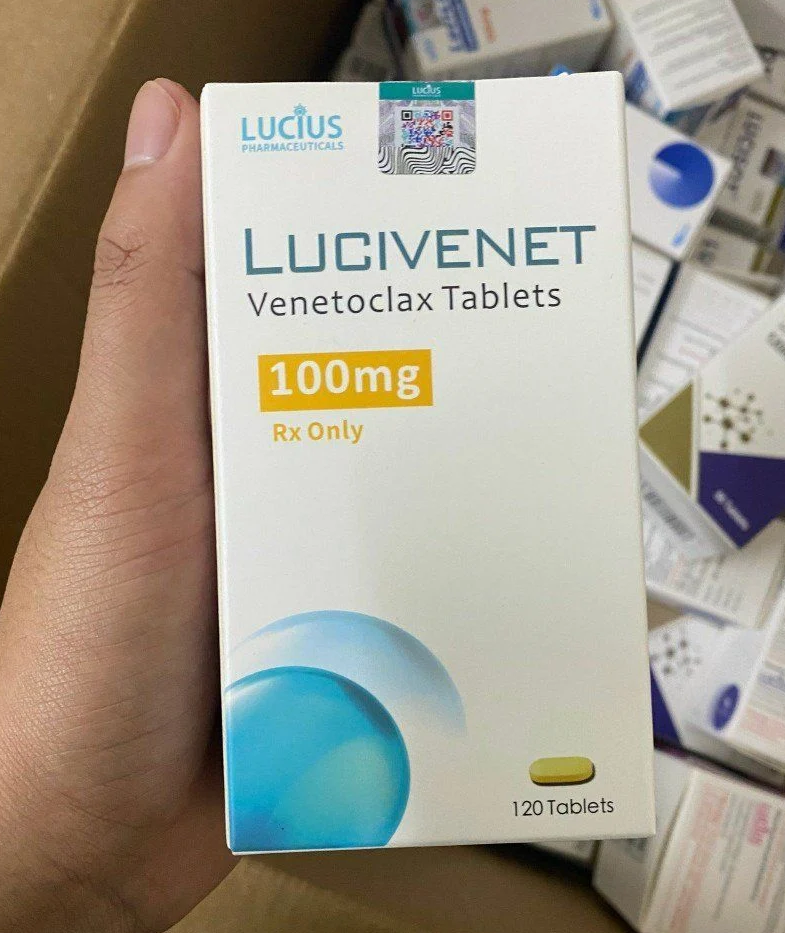 LUCIUS
PHARMACEUTICALS
LUCIUS
LUCIVENET
Venetoclax Tablets
100mg
Rx Only
120 Tablets